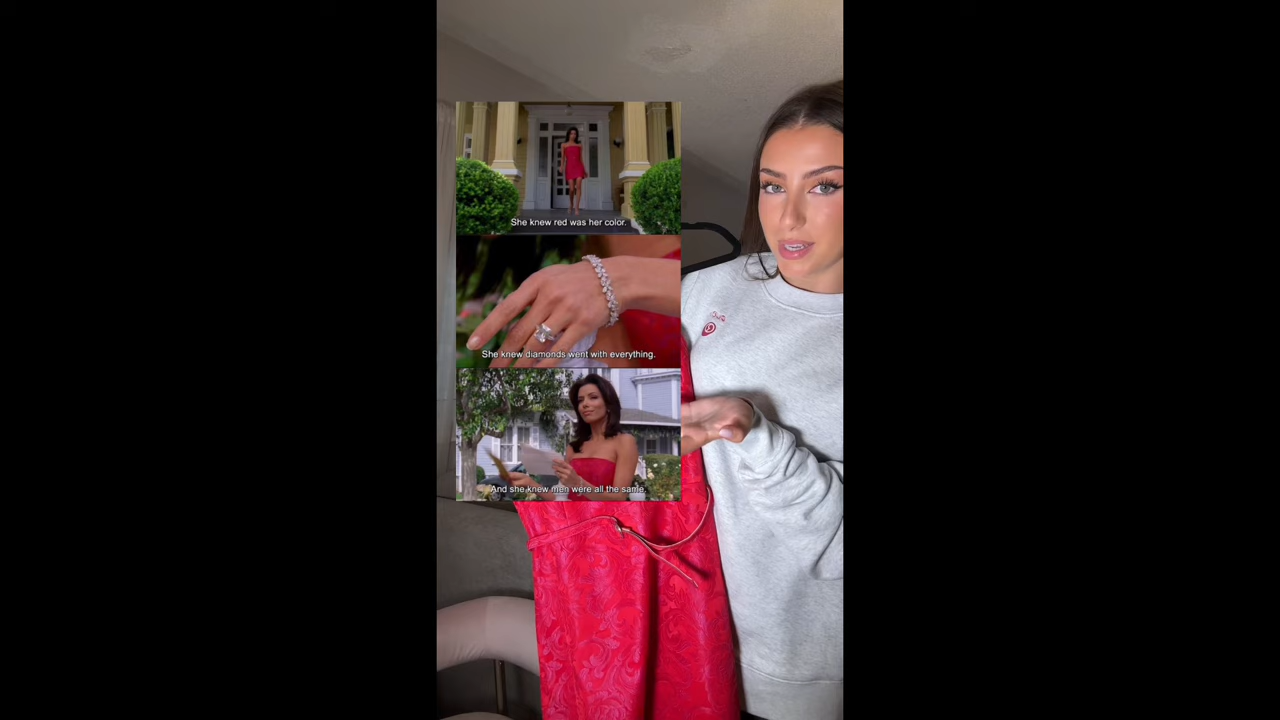 She knew red was her color.
She knew diamonds went with everything.
And she knew men were all the same.